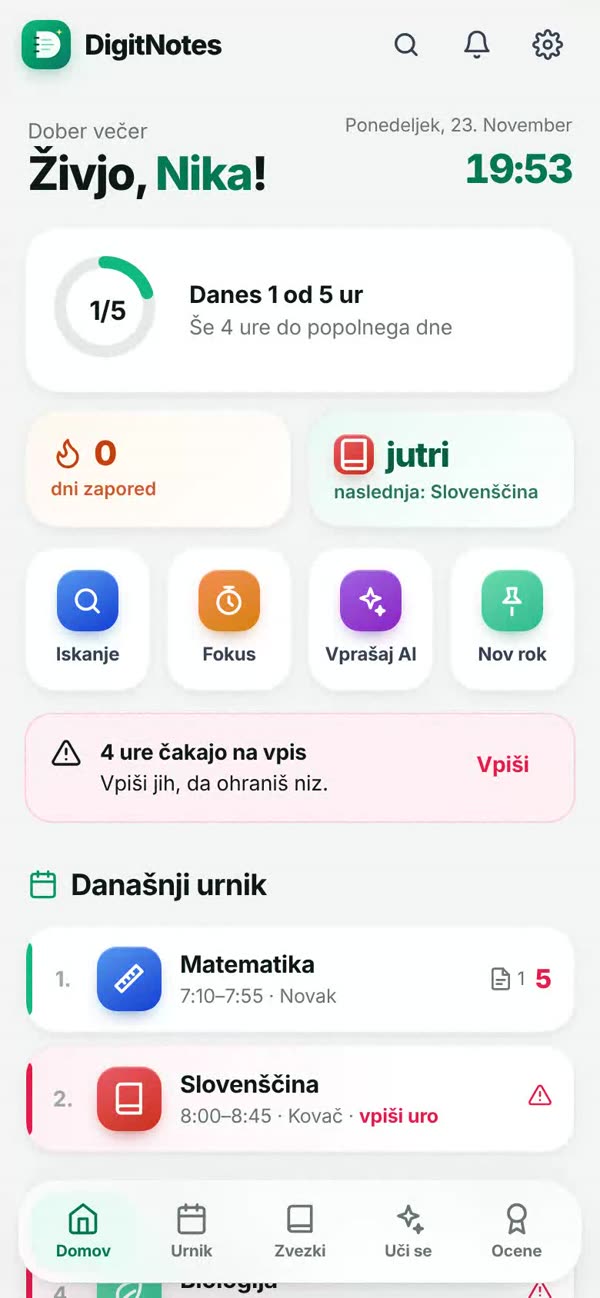 DigitNotes
Dober večer
Ponedeljek, 23. November
Živjo, Nika!
19:53
1/5
Danes 1 od 5 ur
Še 4 ure do popolnega dne
0
dni zapored
jutri
naslednja: Slovenščina
Iskanje
Fokus
Vprašaj AI
Nov rok
4 ure čakajo na vpis
Vpiši jih, da ohraniš niz.
Vpiši
Današnji urnik
1.
Matematika
7:10–7:55 · Novak
1
5
2.
Slovenščina
8:00–8:45 · Kovač · vpiši uro
Domov
Urnik
Zvezki
Uči se
Ocene
4.
Biologija